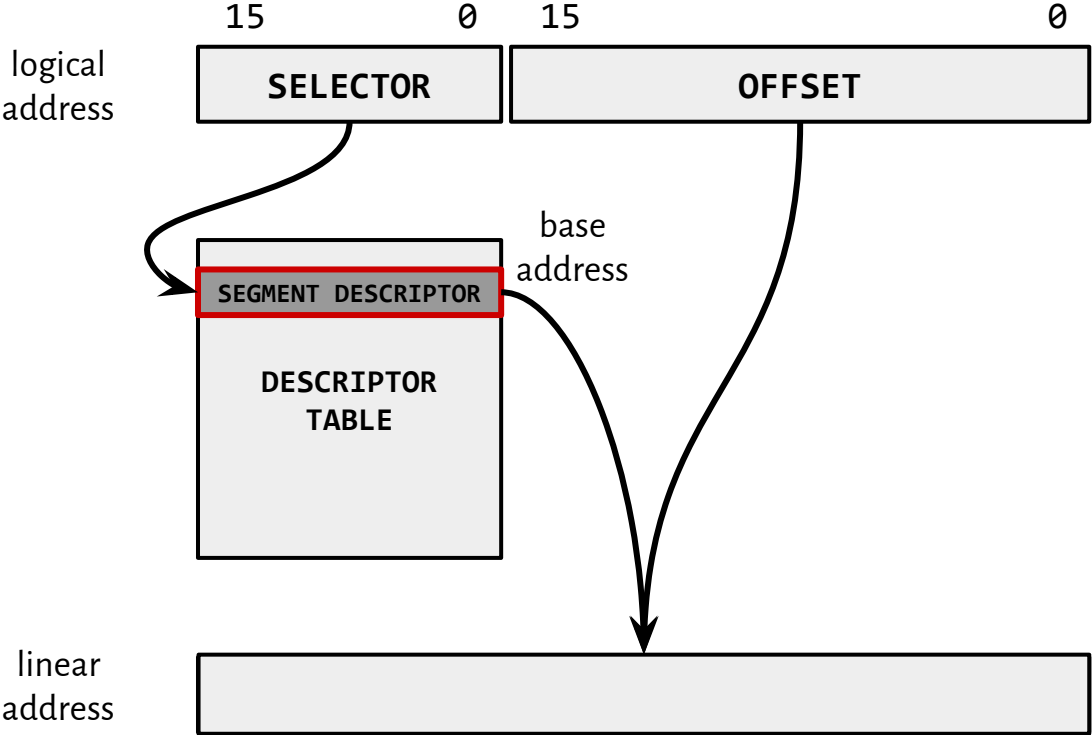 15 0 15 0
logical
address
SELECTOR
OFFSET
base
address
SEGMENT DESCRIPTOR
DESCRIPTOR
TABLE
linear
address